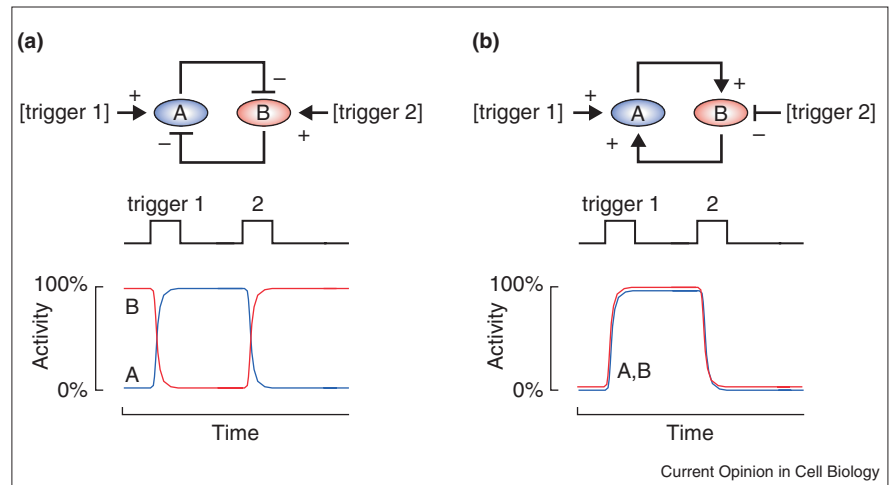 (a)
–
+
[trigger 1] A B [trigger 2]
–
+
trigger 1 2
100%
B
Activity
A
0%
Time
(b)
+
+
[trigger 1] A B [trigger 2]
+
–
trigger 1 2
100%
Activity
A,B
0%
Time
Current Opinion in Cell Biology